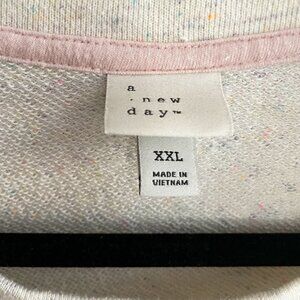 a
· new
day™
XXL
MADE IN
VIETNAM